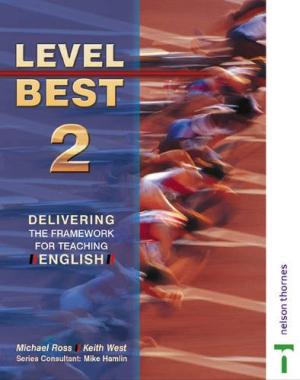 LEVEL
BEST
2
DELIVERING
THE FRAMEWORK
FOR TEACHING
ENGLISH
Michael Ross Keith West
Series Consultant: Mike Hamlin
nelson thornes